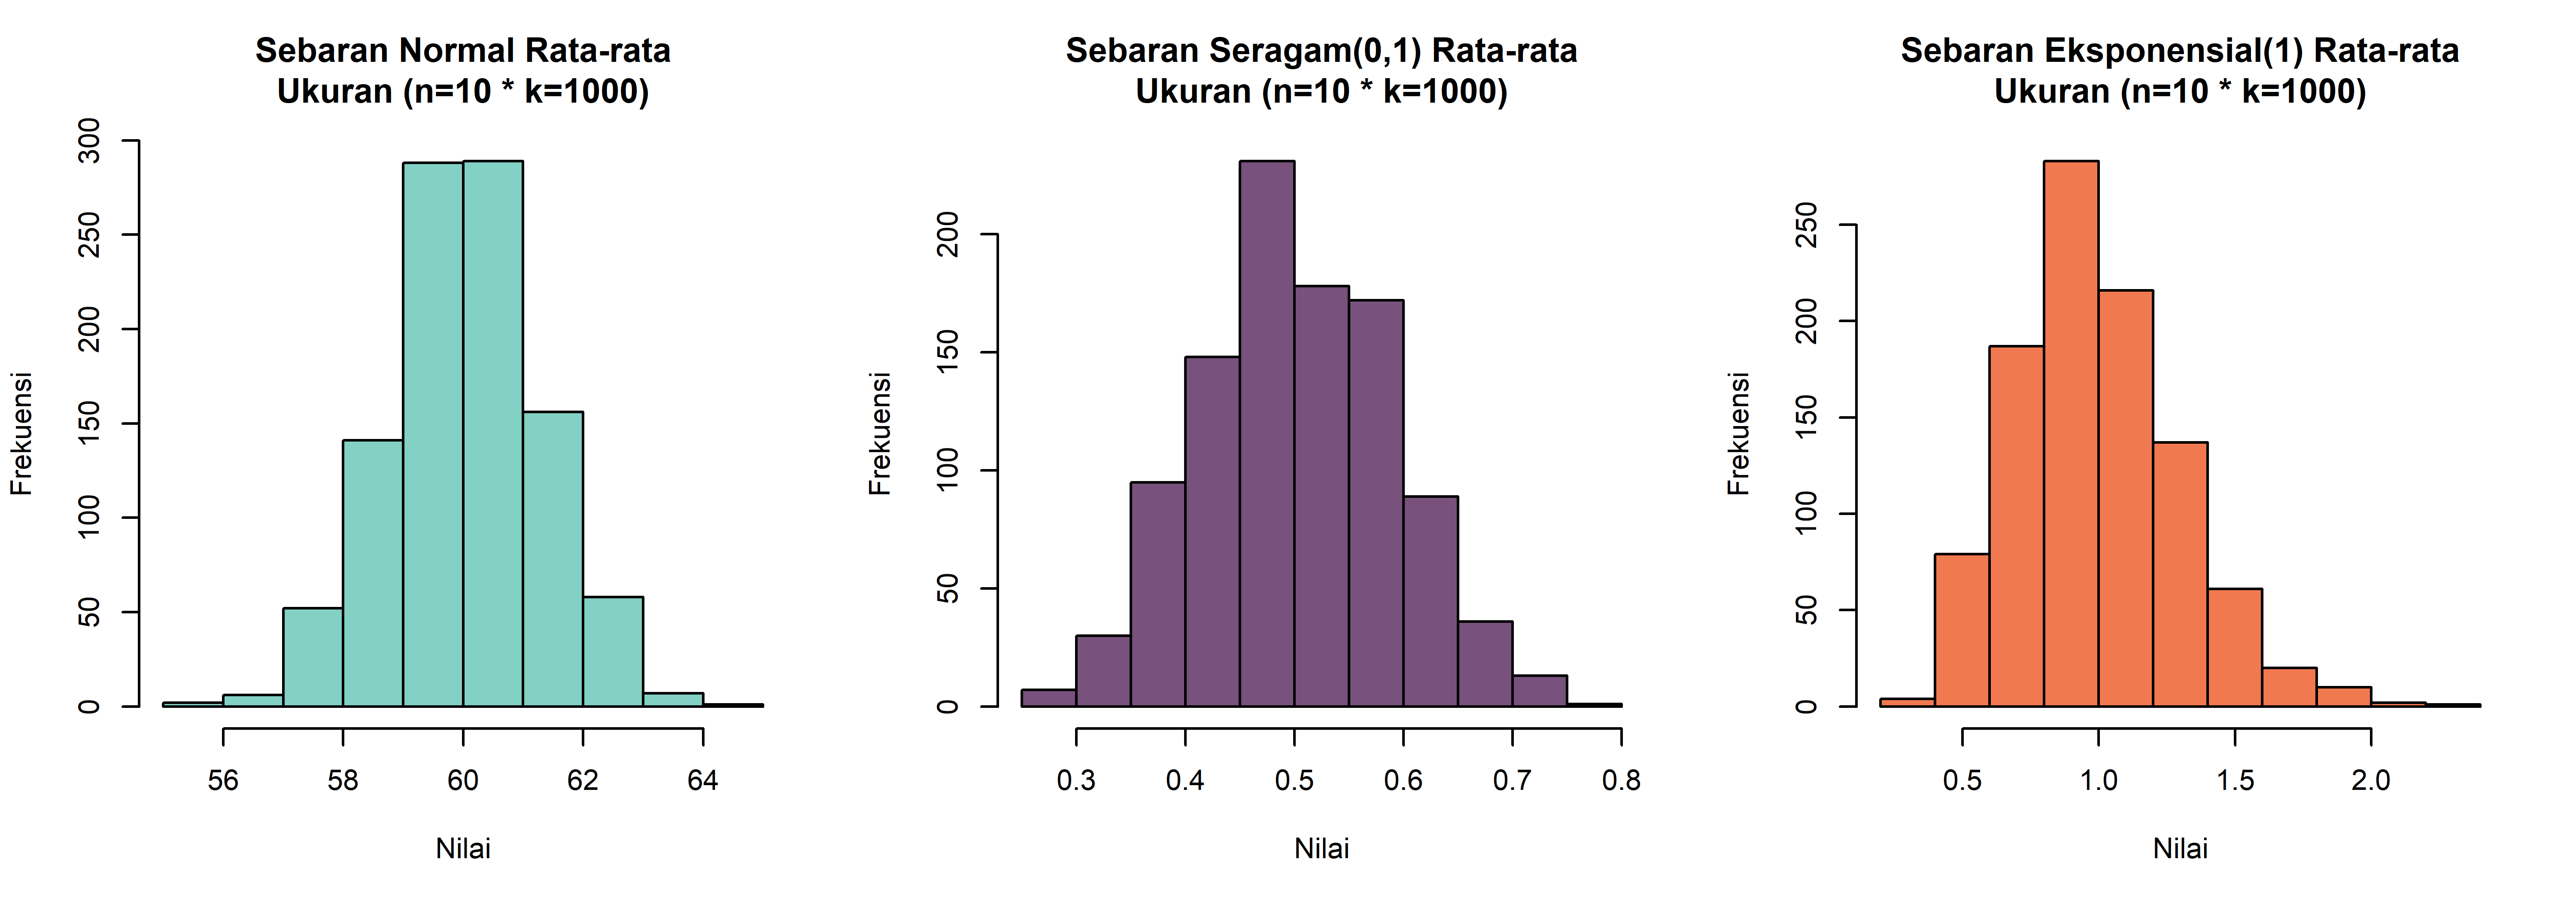 Sebaran Normal Rata-rata
Ukuran (n=10 * k=1000)
Frekuensi
300
250
200
150
100
50
0
56 58 60 62 64
Nilai
Sebaran Seragam(0,1) Rata-rata
Ukuran (n=10 * k=1000)
Frekuensi
200
150
100
50
0
0.3 0.4 0.5 0.6 0.7 0.8
Nilai
Sebaran Eksponensial(1) Rata-rata
Ukuran (n=10 * k=1000)
Frekuensi
250
200
150
100
50
0
0.5 1.0 1.5 2.0
Nilai